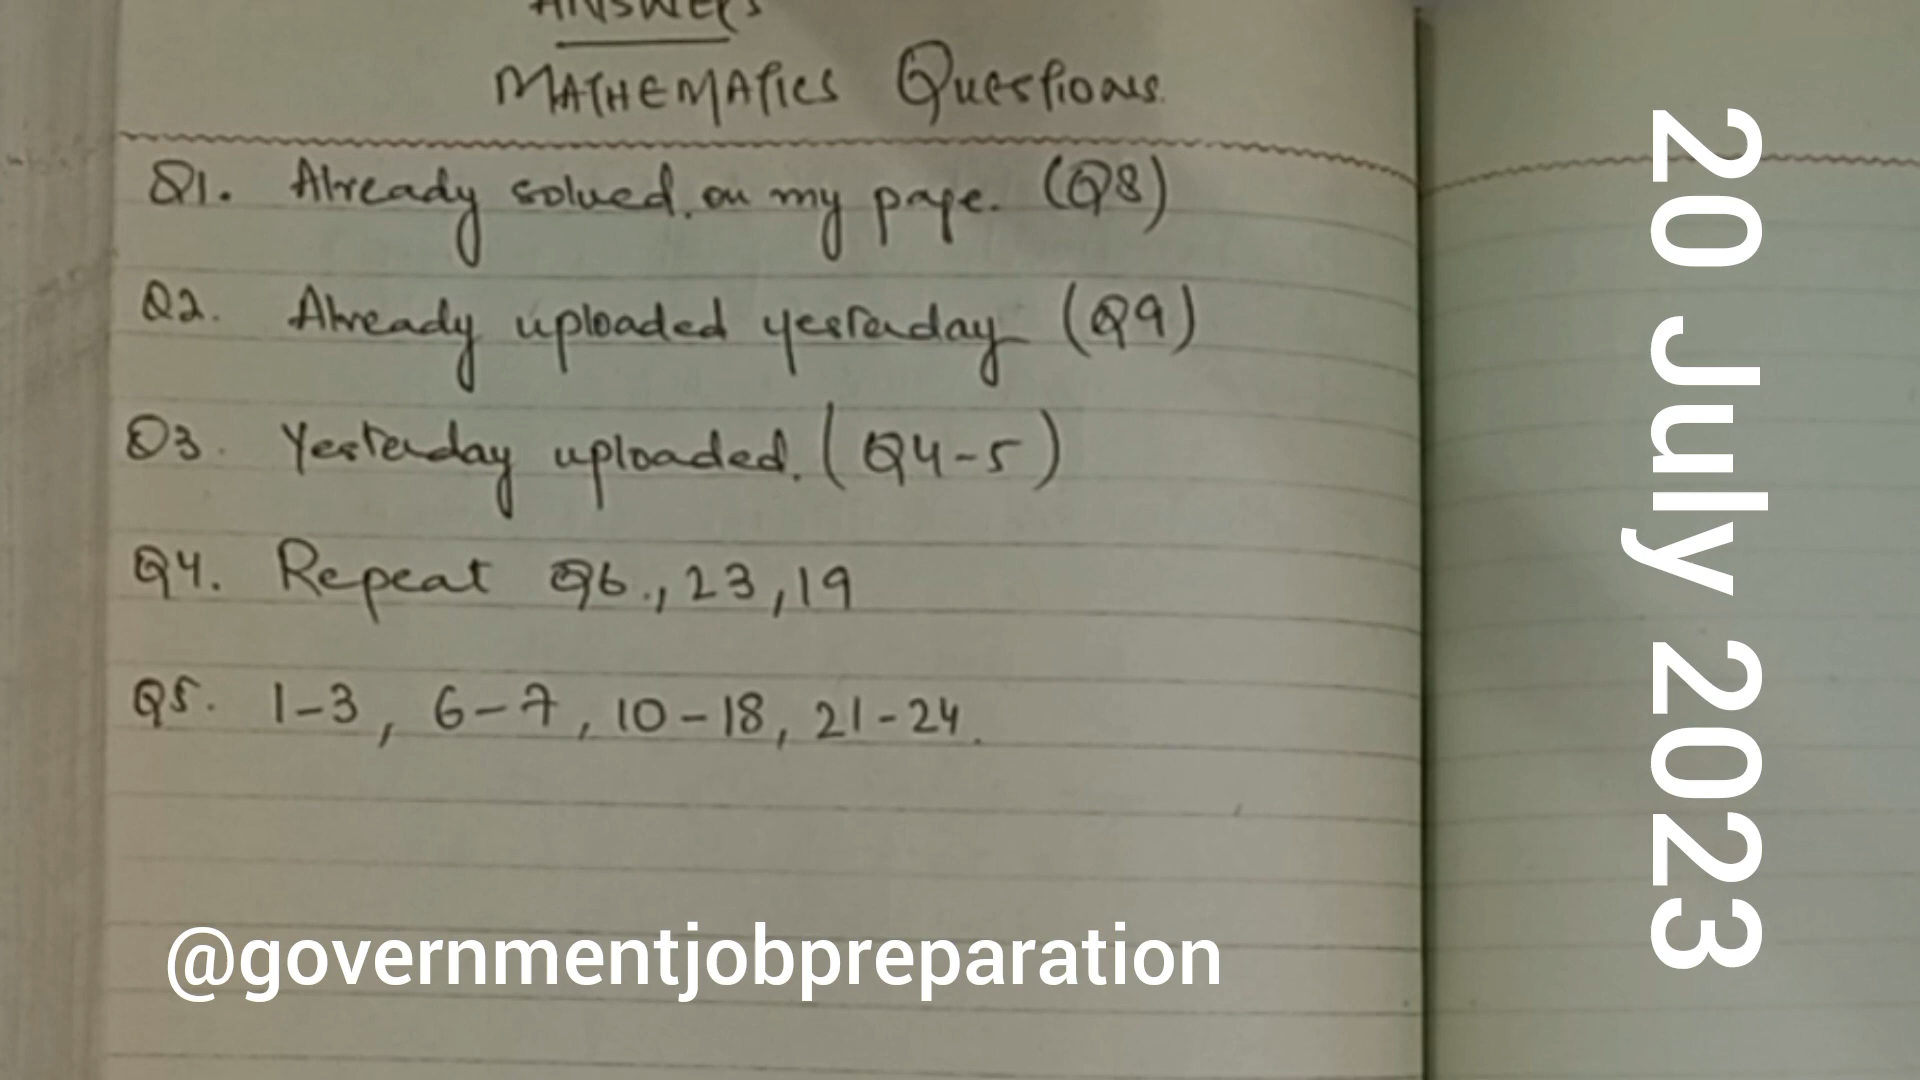 ANSWERS
MATHEMATICS Questions.
Q1. Already solved on my page. (Q8)
Q2. Already uploaded yesterday (Q9)
Q3. Yesterday uploaded. (Q4-5)
Q4. Repeat Q6., 23, 19
Q5. 1-3, 6-7, 10-18, 21-24.
@governmentjobpreparation
20 July 2023